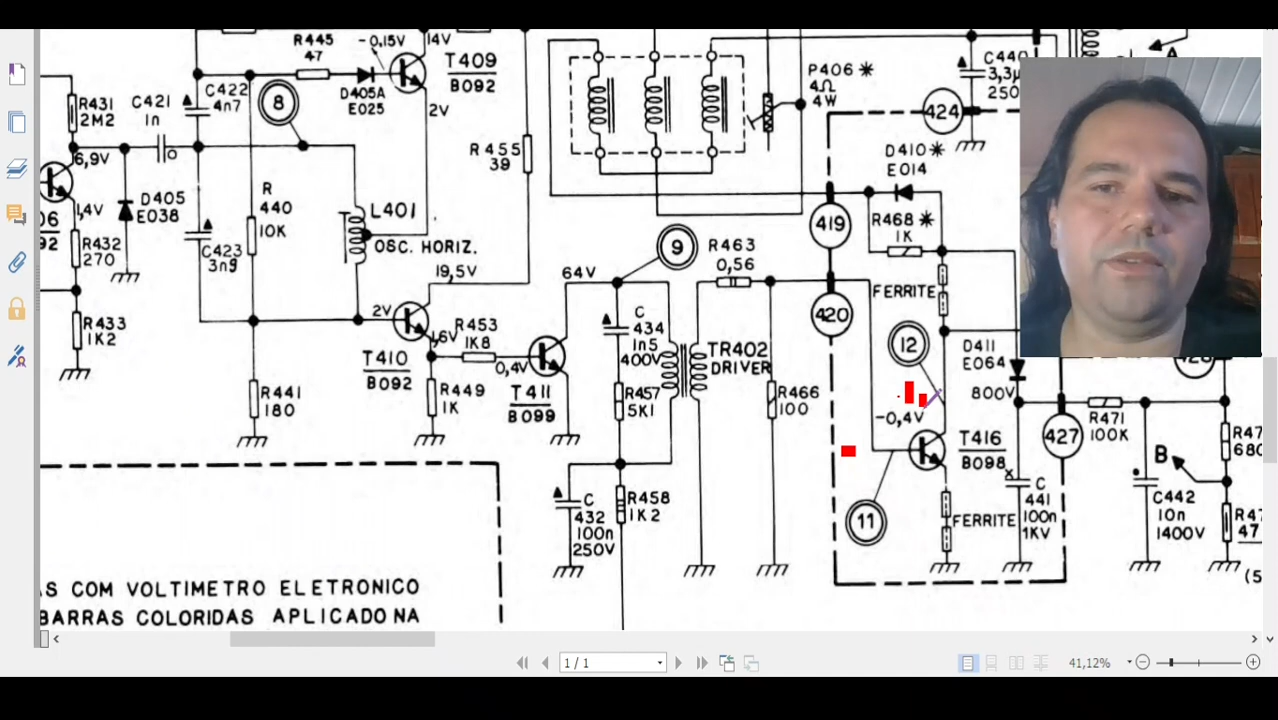 R445
47
-0,15V
14V
T409
B092
D405A
E025
2V
C421
1n
C422
4n7
8
R431
2M2
6,9V
D405
E038
1,4V
R432
270
R433
1K2
92
R
440
10K
C423
3n9
L401
OSC. HORIZ.
R441
180
2V
T410
B092
19,5V
1,6V
R449
1K
R453
1K8
0,4V
T411
B099
R455
39
64V
9
C
434
1n5
400V
R457
5K1
C
432
100n
250V
R458
1K2
TR402
DRIVER
R463
0,56
R466
100
P406*
4Ω
4W
419
420
424
C440
3,3µ
250
A
D410*
E014
R468*
1K
FERRITE
12
-0,4V
11
T416
B098
D411
E064
800V
FERRITE
C
441
100n
1KV
427
R471
100K
B
C442
10n
1400V
R47
680
R47
47
(5
AS COM VOLTIMETRO ELETRONICO
BARRAS COLORIDAS APLICADO NA
1 / 1
41,12%